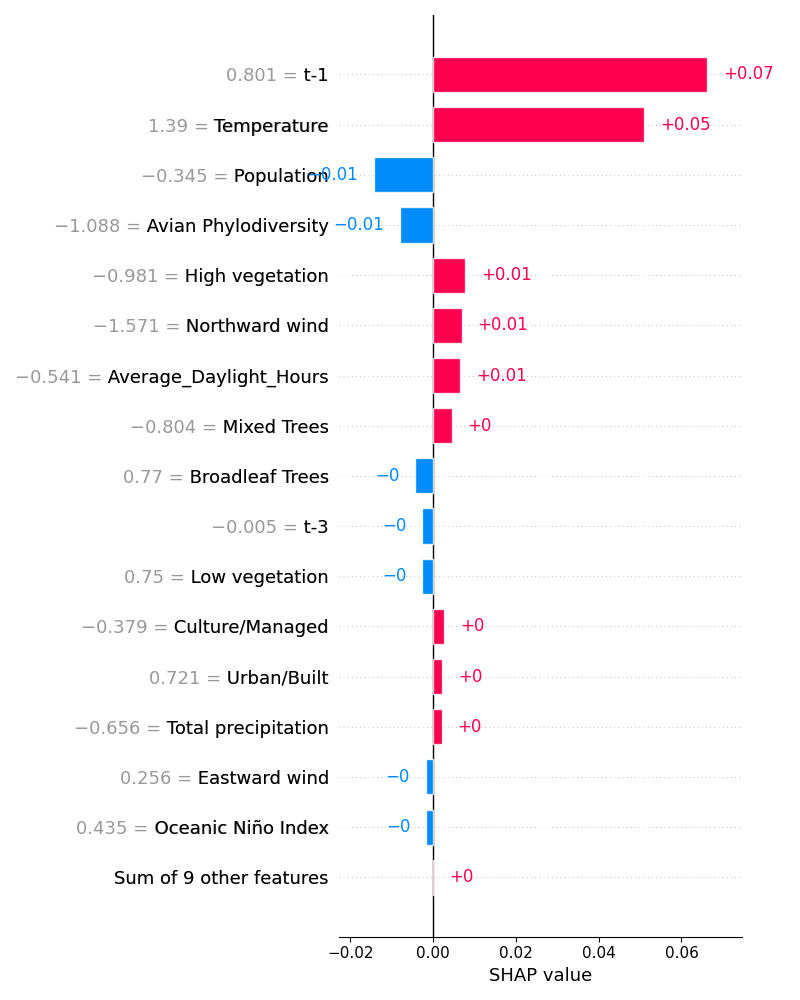 0.801 = t-1 +0.07
1.39 = Temperature +0.05
−0.345 = Population −0.01
−1.088 = Avian Phylodiversity −0.01
−0.981 = High vegetation +0.01
−1.571 = Northward wind +0.01
−0.541 = Average_Daylight_Hours +0.01
−0.804 = Mixed Trees +0
0.77 = Broadleaf Trees −0
−0.005 = t-3 −0
0.75 = Low vegetation −0
−0.379 = Culture/Managed +0
0.721 = Urban/Built +0
−0.656 = Total precipitation +0
0.256 = Eastward wind −0
0.435 = Oceanic Niño Index −0
Sum of 9 other features +0
−0.02 0.00 0.02 0.04 0.06
SHAP value